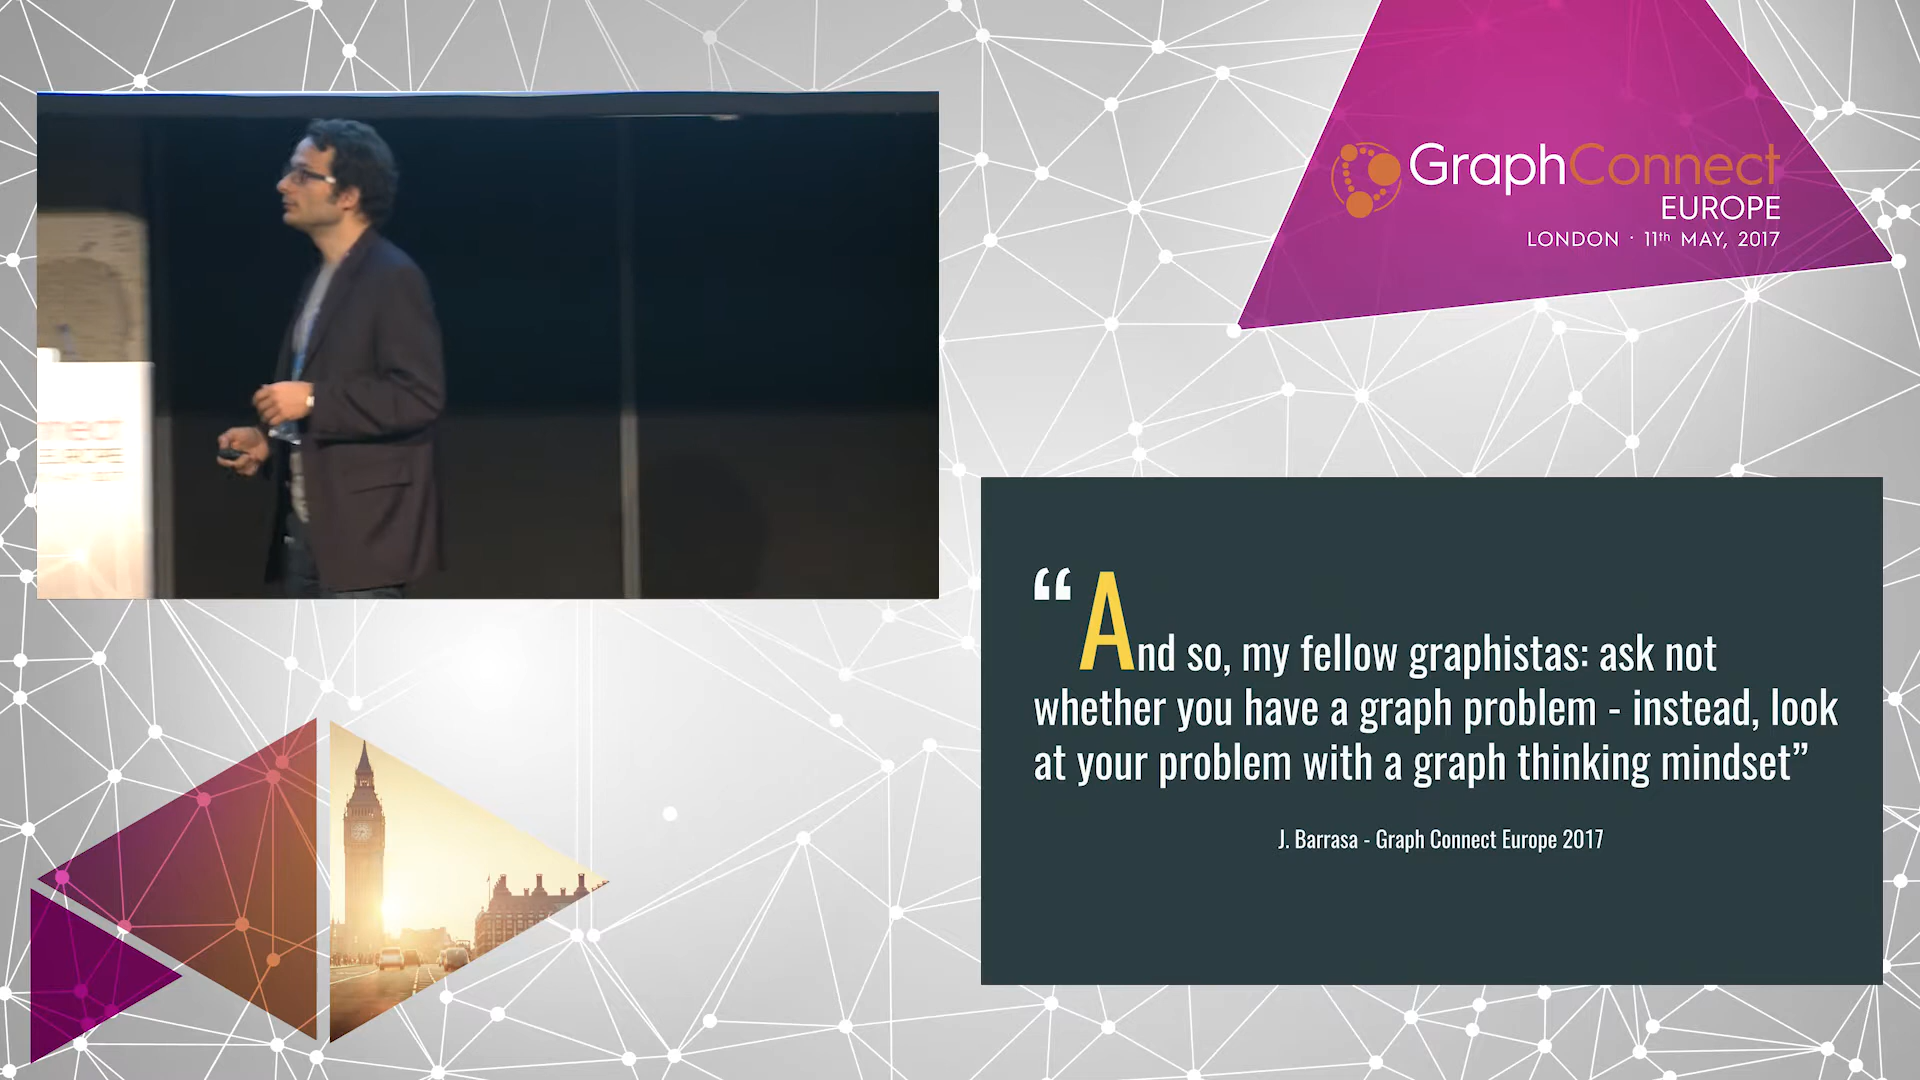 GraphConnect
EUROPE
LONDON · 11th MAY, 2017
“And so, my fellow graphistas: ask not
whether you have a graph problem - instead, look
at your problem with a graph thinking mindset”
J. Barrasa - Graph Connect Europe 2017